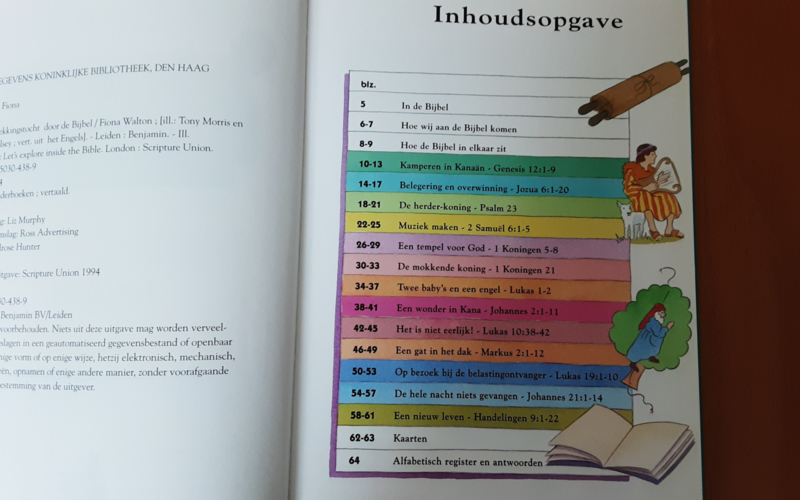 EGEVENS KONINKLIJKE BIBLIOTHEEK, DEN HAAG
Fiona
door de Bijbel / Fiona Walton ; [ill.: Tony Morris en
; vert. uit het Engels]. - Leiden : Benjamin. - Ill.
Let's explore inside the Bible. London : Scripture Union.
5030-438-9
; vertaald.
Liz Murphy
Ross Advertising
Hunter
Scripture Union 1994
30-438-9
Benjamin BV/Leiden
voorbehouden. Niets uit deze uitgave mag worden verveel-
slagen in een geautomatiseerd gegevensbestand of openbaar
nige vorm of op enige wijze, hetzij elektronisch, mechanisch,
opnamen of enige andere manier, zonder voorafgaande
estemming van de uitgever.
Inhoudsopgave
blz.
5 In de Bijbel
6-7 Hoe wij aan de Bijbel komen
8-9 Hoe de Bijbel in elkaar zit
10-13 Kamperen in Kanaän - Genesis 12:1-9
14-17 Belegering en overwinning - Jozua 6:1-20
18-21 De herder-koning - Psalm 23
22-25 Muziek maken - 2 Samuël 6:1-5
26-29 Een tempel voor God - 1 Koningen 5-8
30-33 De mokkende koning - 1 Koningen 21
34-37 Twee baby's en een engel - Lukas 1-2
38-41 Een wonder in Kana - Johannes 2:1-11
42-45 Het is niet eerlijk! - Lukas 10:38-42
46-49 Een gat in het dak - Markus 2:1-12
50-53 Op bezoek bij de belastingontvanger - Lukas 19:1-10
54-57 De hele nacht niets gevangen - Johannes 21:1-14
58-61 Een nieuw leven - Handelingen 9:1-22
62-63 Kaarten
64 Alfabetisch register en antwoorden